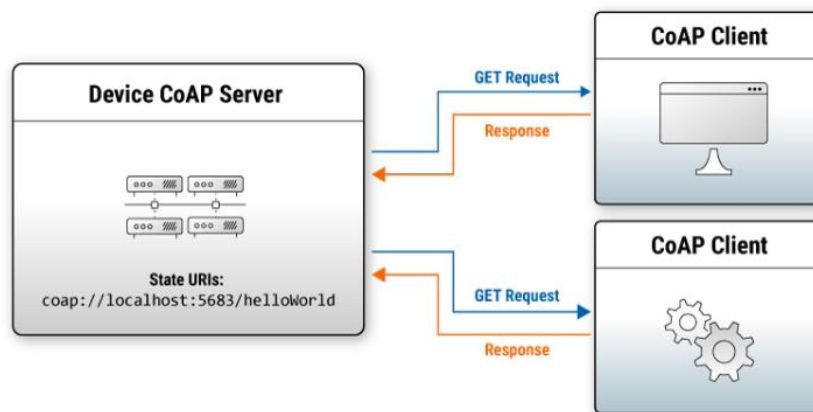 Device CoAP Server
State URIs:
coap://localhost:5683/helloWorld
GET Request
Response
CoAP Client
GET Request
Response
CoAP Client